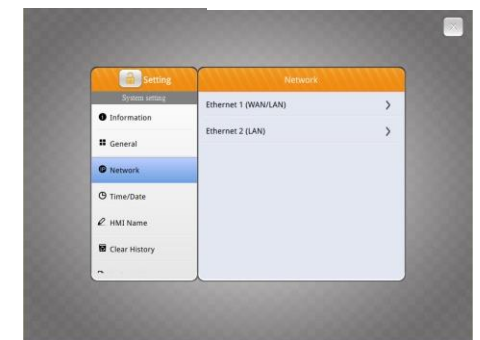 Setting
System setting
Information
General
Network
Time/Date
HMI Name
Clear History
Network
Ethernet 1 (WAN/LAN)
Ethernet 2 (LAN)